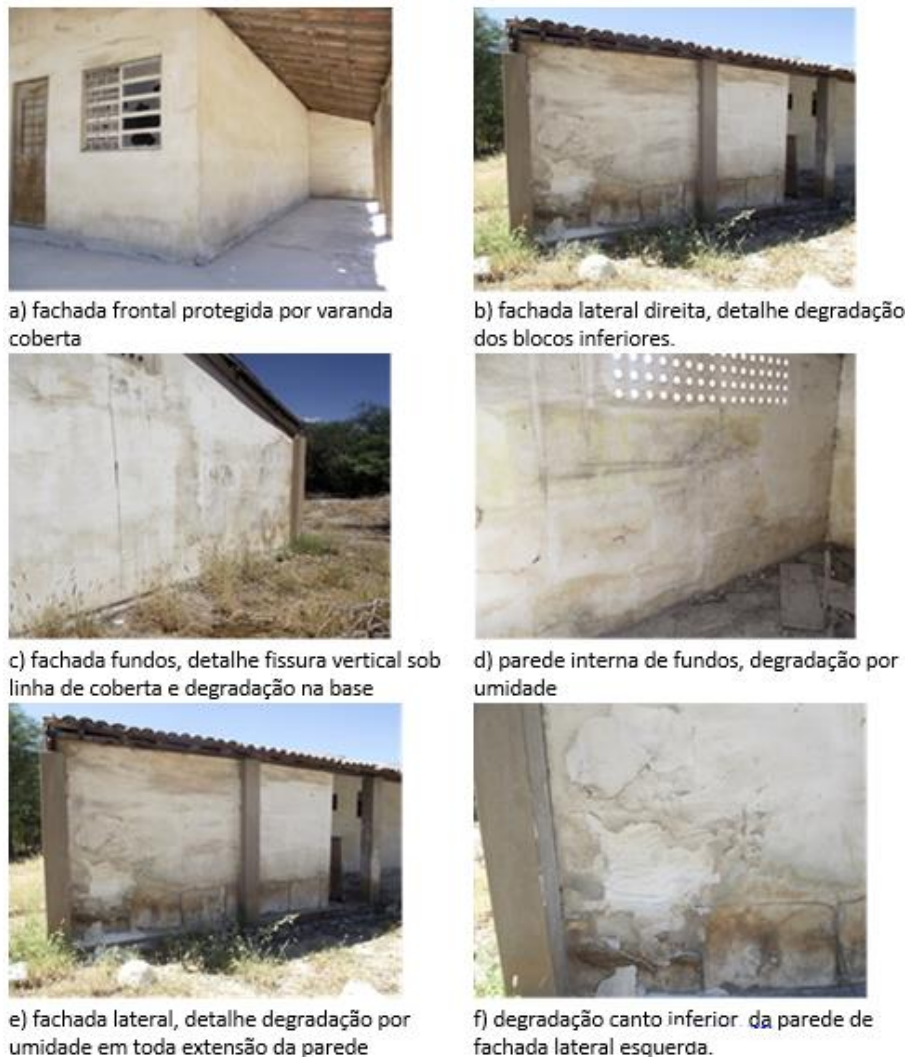 a) fachada frontal protegida por varanda
coberta
b) fachada lateral direita, detalhe degradação
dos blocos inferiores.
c) fachada fundos, detalhe fissura vertical sob
linha de coberta e degradação na base
d) parede interna de fundos, degradação por
umidade
e) fachada lateral, detalhe degradação por
umidade em toda extensão da parede
f) degradação canto inferior da parede de
fachada lateral esquerda.